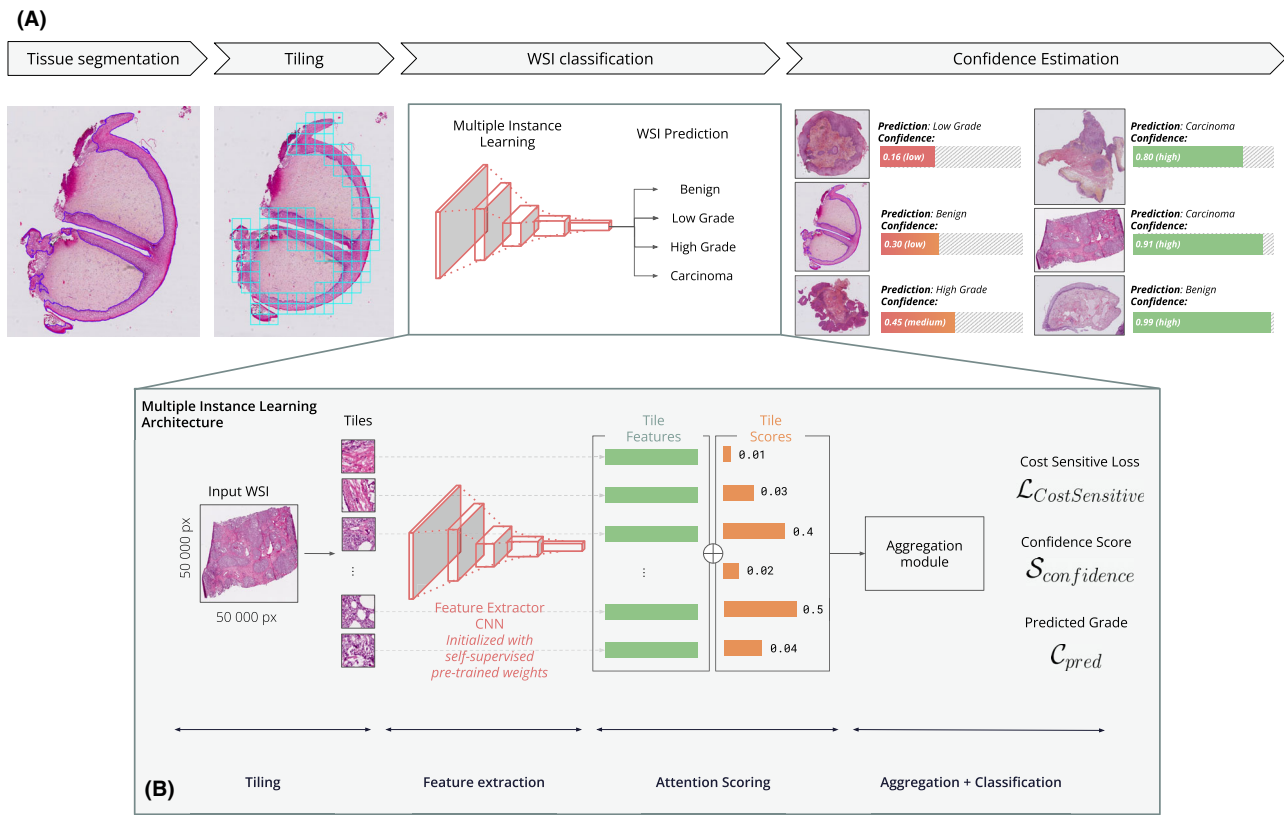 (A)
Tissue segmentation
Tiling
WSI classification
Confidence Estimation
Multiple Instance
Learning
WSI Prediction
Benign
Low Grade
High Grade
Carcinoma
Prediction: Low Grade
Confidence:
0.16 (low)
Prediction: Benign
Confidence:
0.30 (low)
Prediction: High Grade
Confidence:
0.45 (medium)
Prediction: Carcinoma
Confidence:
0.80 (high)
Prediction: Carcinoma
Confidence:
0.91 (high)
Prediction: Benign
Confidence:
0.99 (high)
Multiple Instance Learning
Architecture
Input WSI
50 000 px
50 000 px
Tiles
...
Feature Extractor
CNN
Initialized with
self-supervised
pre-trained weights
Tile
Features
...
Tile
Scores
0.01
0.03
0.4
0.02
0.5
0.04
Aggregation
module
Cost Sensitive Loss
ℒCostSensitive
Confidence Score
𝒮confidence
Predicted Grade
𝒞pred
Tiling
Feature extraction
Attention Scoring
Aggregation + Classification
(B)